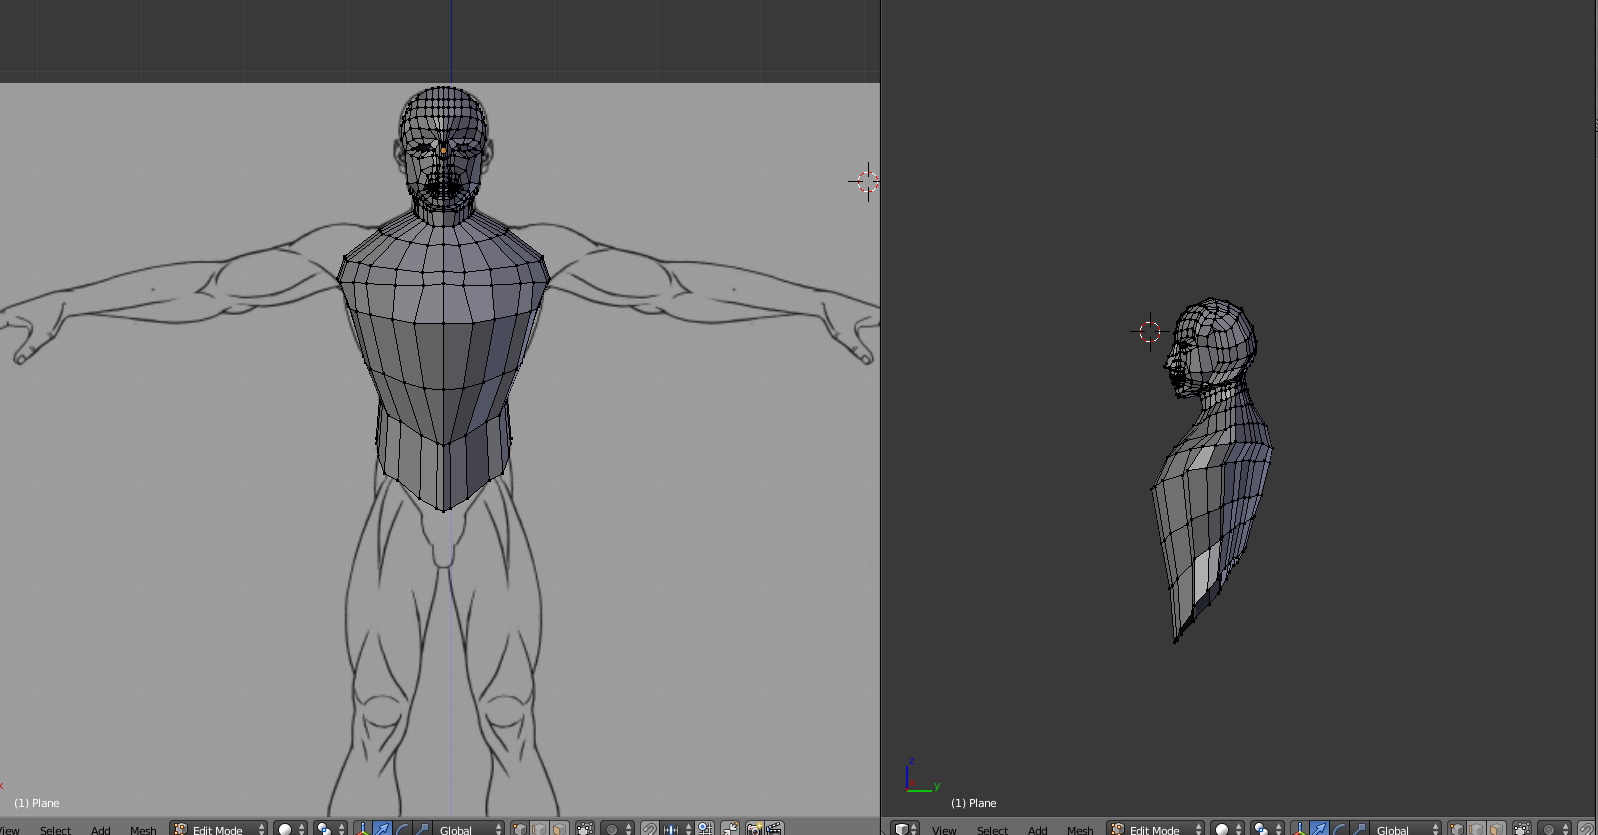 x
(1) Plane
View Select Add Mesh Edit Mode Global
z
y
(1) Plane
View Select Add Mesh Edit Mode Global